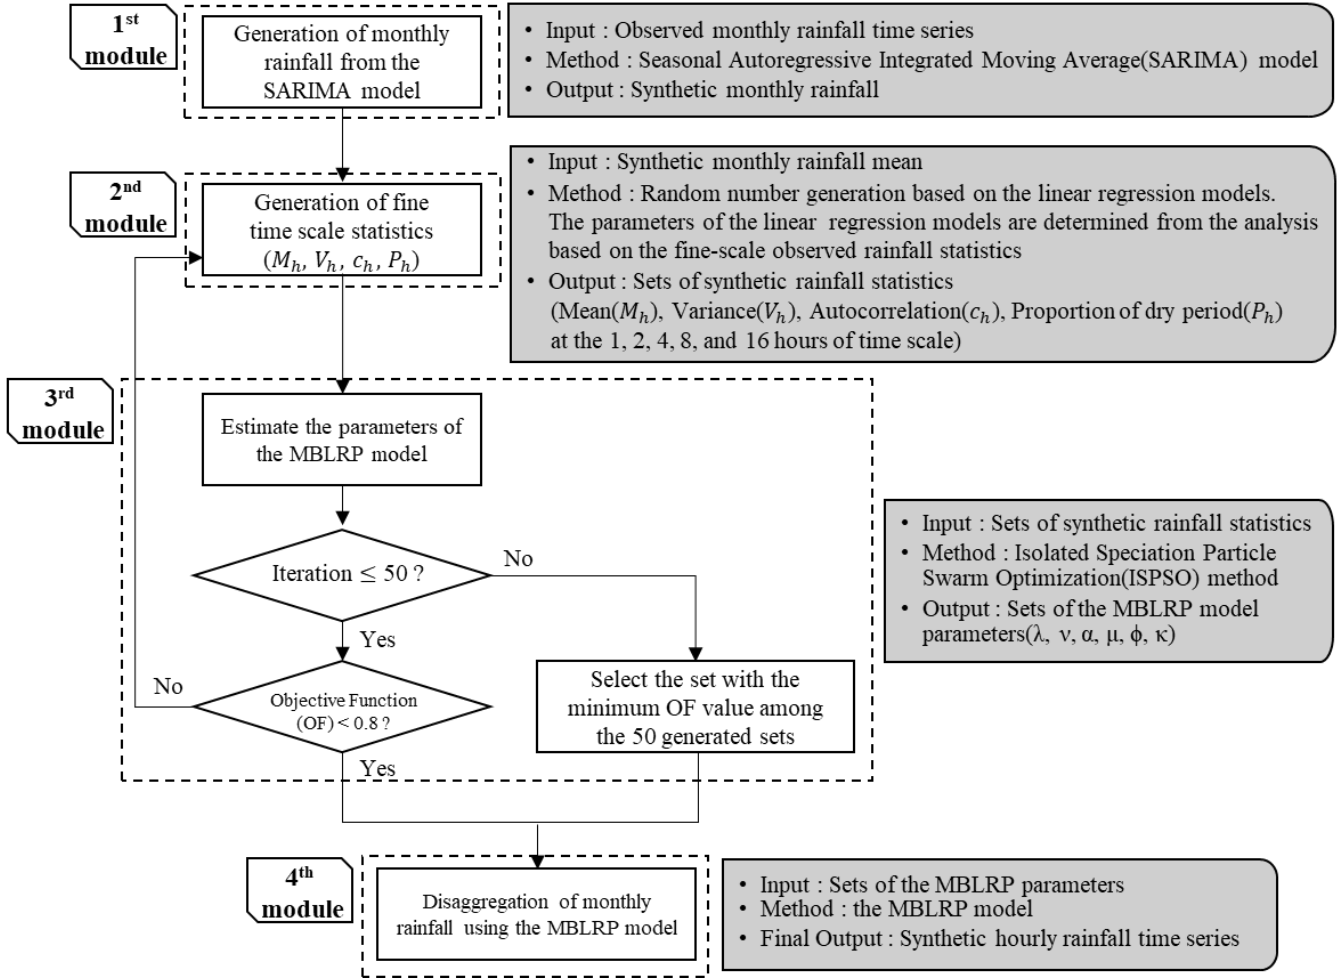 1st
module
Generation of monthly
rainfall from the
SARIMA model
• Input : Observed monthly rainfall time series
• Method : Seasonal Autoregressive Integrated Moving Average(SARIMA) model
• Output : Synthetic monthly rainfall
2nd
module
Generation of fine
time scale statistics
(M_h, V_h, c_h, P_h)
• Input : Synthetic monthly rainfall mean
• Method : Random number generation based on the linear regression models.
The parameters of the linear regression models are determined from the analysis
based on the fine-scale observed rainfall statistics
• Output : Sets of synthetic rainfall statistics
(Mean(M_h), Variance(V_h), Autocorrelation(c_h), Proportion of dry period(P_h)
at the 1, 2, 4, 8, and 16 hours of time scale)
3rd
module
Estimate the parameters of
the MBLRP model
Iteration ≤ 50 ?
No
Yes
Objective Function
(OF) < 0.8 ?
No
Yes
Select the set with the
minimum OF value among
the 50 generated sets
• Input : Sets of synthetic rainfall statistics
• Method : Isolated Speciation Particle
Swarm Optimization(ISPSO) method
• Output : Sets of the MBLRP model
parameters(λ, ν, α, μ, ϕ, κ)
4th
module
Disaggregation of monthly
rainfall using the MBLRP model
• Input : Sets of the MBLRP parameters
• Method : the MBLRP model
• Final Output : Synthetic hourly rainfall time series